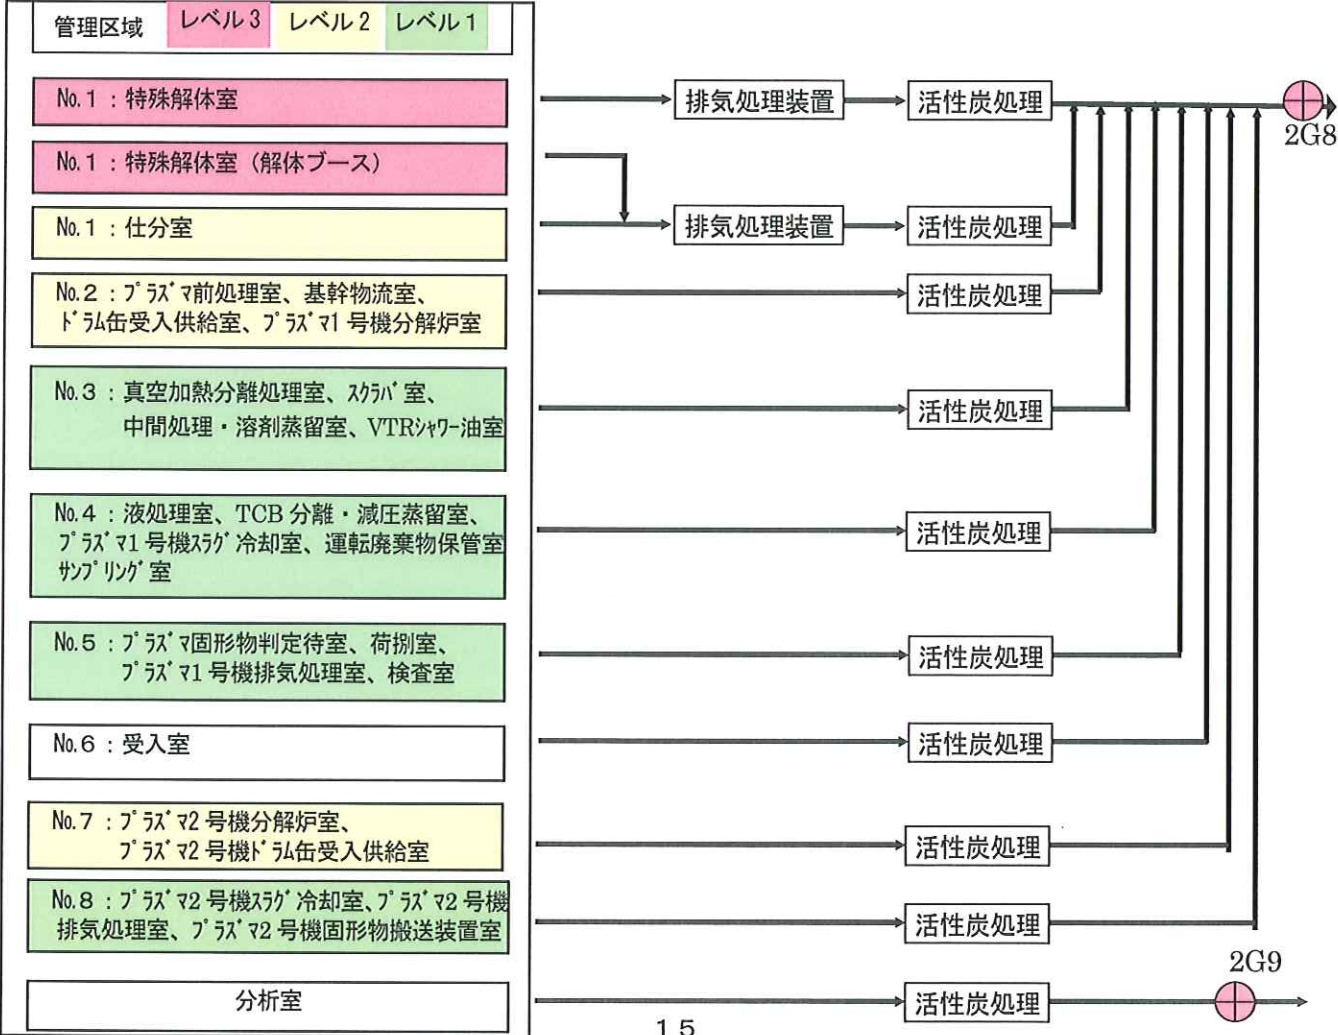 管理区域 レベル3 レベル2 レベル1
No.1：特殊解体室
排気処理装置
活性炭処理
2G8
No.1：特殊解体室（解体ブース）
No.1：仕分室
排気処理装置
活性炭処理
No.2：ﾌﾟﾗｽﾞﾏ前処理室、基幹物流室、
ﾄﾞﾗﾑ缶受入供給室、ﾌﾟﾗｽﾞﾏ1号機分解炉室
活性炭処理
No.3：真空加熱分離処理室、ｽｸﾗﾊﾞ室、
中間処理・溶剤蒸留室、VTRｼｬﾜｰ油室
活性炭処理
No.4：液処理室、TCB分離・減圧蒸留室、
ﾌﾟﾗｽﾞﾏ1号機ｽﾗｸﾞ冷却室、運転廃棄物保管室
ｻﾝﾌﾟﾘﾝｸﾞ室
活性炭処理
No.5：ﾌﾟﾗｽﾞﾏ固形物判定待室、荷捌室、
ﾌﾟﾗｽﾞﾏ1号機排気処理室、検査室
活性炭処理
No.6：受入室
活性炭処理
No.7：ﾌﾟﾗｽﾞﾏ2号機分解炉室、
ﾌﾟﾗｽﾞﾏ2号機ﾄﾞﾗﾑ缶受入供給室
活性炭処理
No.8：ﾌﾟﾗｽﾞﾏ2号機ｽﾗｸﾞ冷却室、ﾌﾟﾗｽﾞﾏ2号機
排気処理室、ﾌﾟﾗｽﾞﾏ2号機固形物搬送装置室
活性炭処理
2G9
分析室
活性炭処理
15